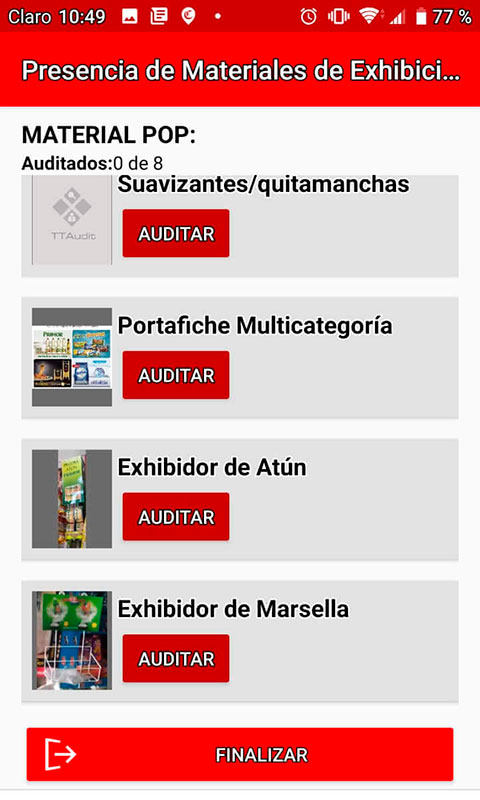 Claro 10:49
77 %
Presencia de Materiales de Exhibici...
MATERIAL POP:
Auditados:0 de 8
Suavizantes/quitamanchas
TTAudit
AUDITAR
Portafiche Multicategoría
PRIMOR
AUDITAR
Exhibidor de Atún
AUDITAR
Exhibidor de Marsella
AUDITAR
FINALIZAR